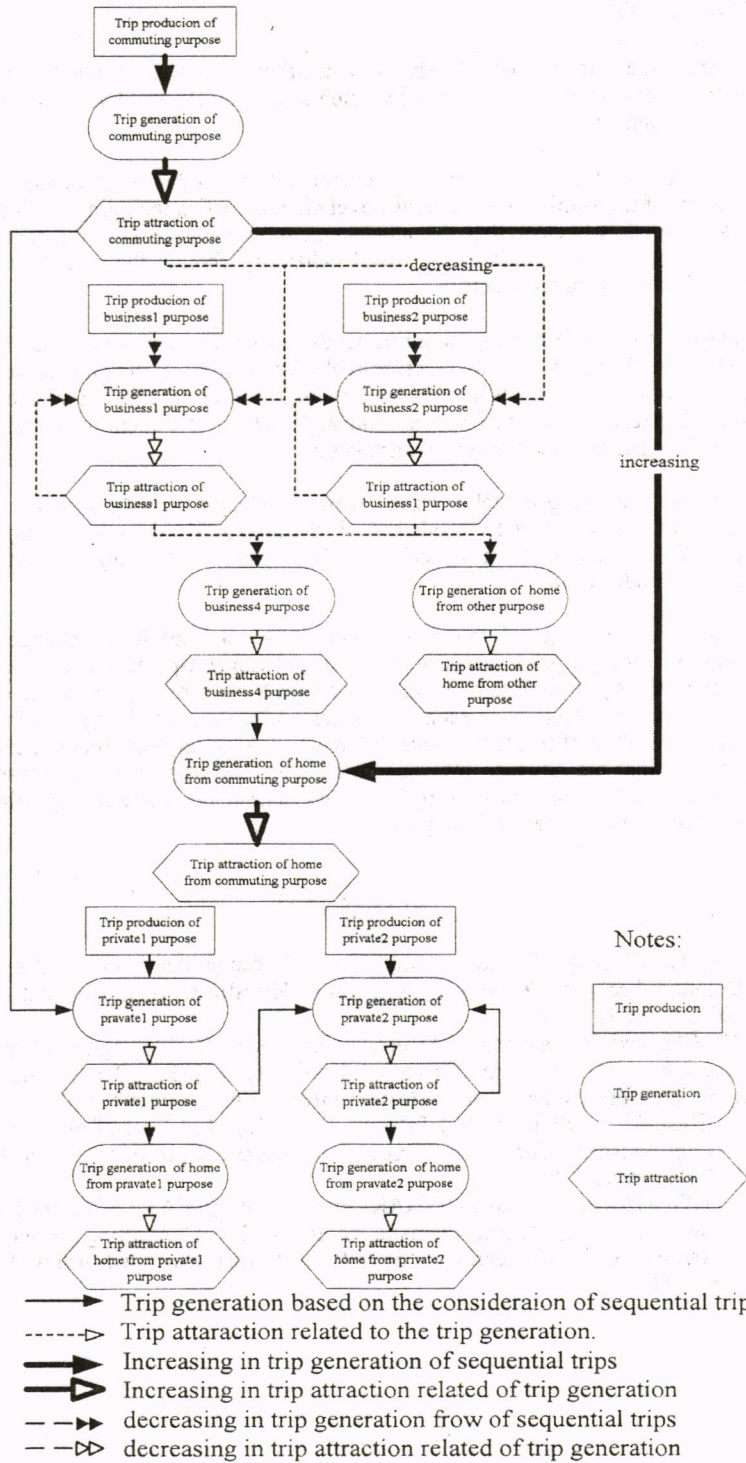 Trip producion of
commuting purpose
Trip generation of
commuting purpose
Trip attraction of
commuting purpose
decreasing
Trip producion of
business1 purpose
Trip producion of
business2 purpose
Trip generation of
business1 purpose
Trip generation of
business2 purpose
increasing
Trip attraction of
business1 purpose
Trip attraction of
business1 purpose
Trip generation of
business4 purpose
Trip generation of home
from other purpose
Trip attraction of
business4 purpose
Trip attraction of
home from other
purpose
Trip generation of home
from commuting purpose
Trip attraction of home
from commuting purpose
Trip producion of
private1 purpose
Trip producion of
private2 purpose
Notes:
Trip generation of
pravate1 purpose
Trip generation of
pravate2 purpose
Trip producion
Trip attraction of
private1 purpose
Trip attraction of
private2 purpose
Trip generation
Trip generation of home
from pravate1 purpose
Trip generation of home
from pravate2 purpose
Trip attraction
Trip attraction of
home from private1
purpose
Trip attraction of
home from private2
purpose
Trip generation based on the consideraion of sequential trip
Trip attaraction related to the trip generation.
Increasing in trip generation of sequential trips
Increasing in trip attraction related of trip generation
decreasing in trip generation frow of sequential trips
decreasing in trip attraction related of trip generation